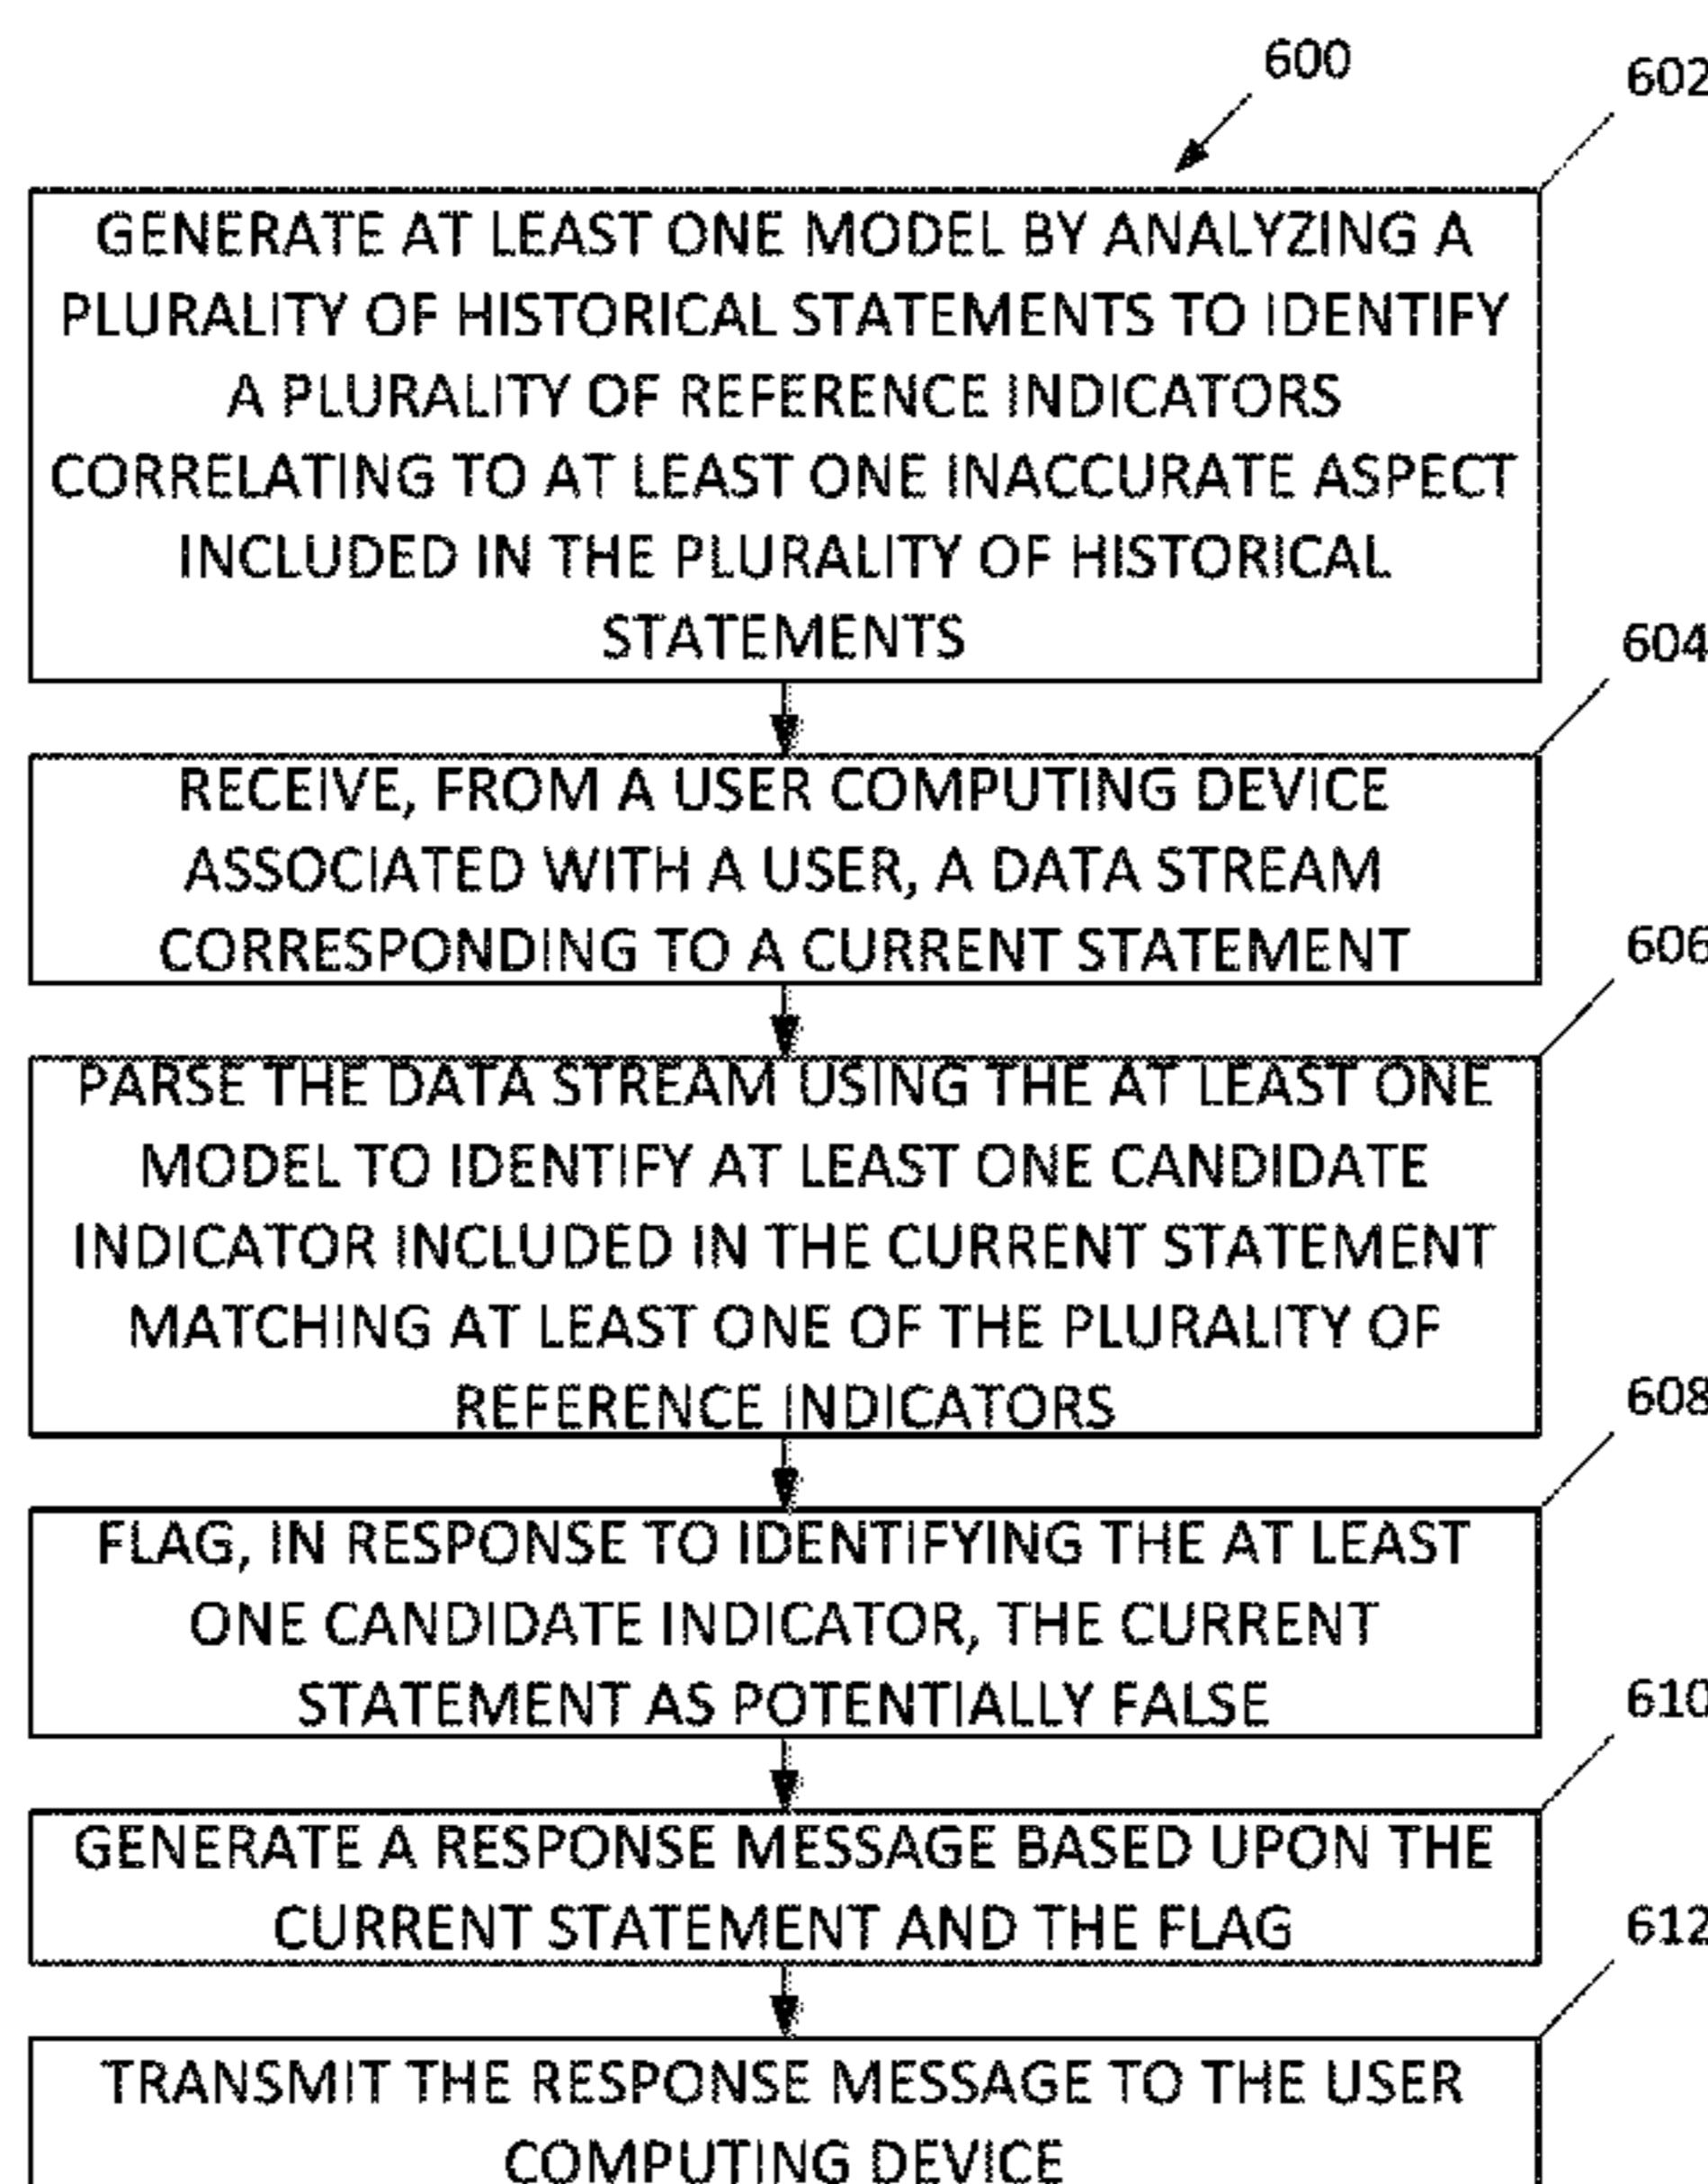 600
602
GENERATE AT LEAST ONE MODEL BY ANALYZING A
PLURALITY OF HISTORICAL STATEMENTS TO IDENTIFY
A PLURALITY OF REFERENCE INDICATORS
CORRELATING TO AT LEAST ONE INACCURATE ASPECT
INCLUDED IN THE PLURALITY OF HISTORICAL
STATEMENTS
604
RECEIVE, FROM A USER COMPUTING DEVICE
ASSOCIATED WITH A USER, A DATA STREAM
CORRESPONDING TO A CURRENT STATEMENT
606
PARSE THE DATA STREAM USING THE AT LEAST ONE
MODEL TO IDENTIFY AT LEAST ONE CANDIDATE
INDICATOR INCLUDED IN THE CURRENT STATEMENT
MATCHING AT LEAST ONE OF THE PLURALITY OF
REFERENCE INDICATORS
608
FLAG, IN RESPONSE TO IDENTIFYING THE AT LEAST
ONE CANDIDATE INDICATOR, THE CURRENT
STATEMENT AS POTENTIALLY FALSE
610
GENERATE A RESPONSE MESSAGE BASED UPON THE
CURRENT STATEMENT AND THE FLAG
612
TRANSMIT THE RESPONSE MESSAGE TO THE USER
COMPUTING DEVICE